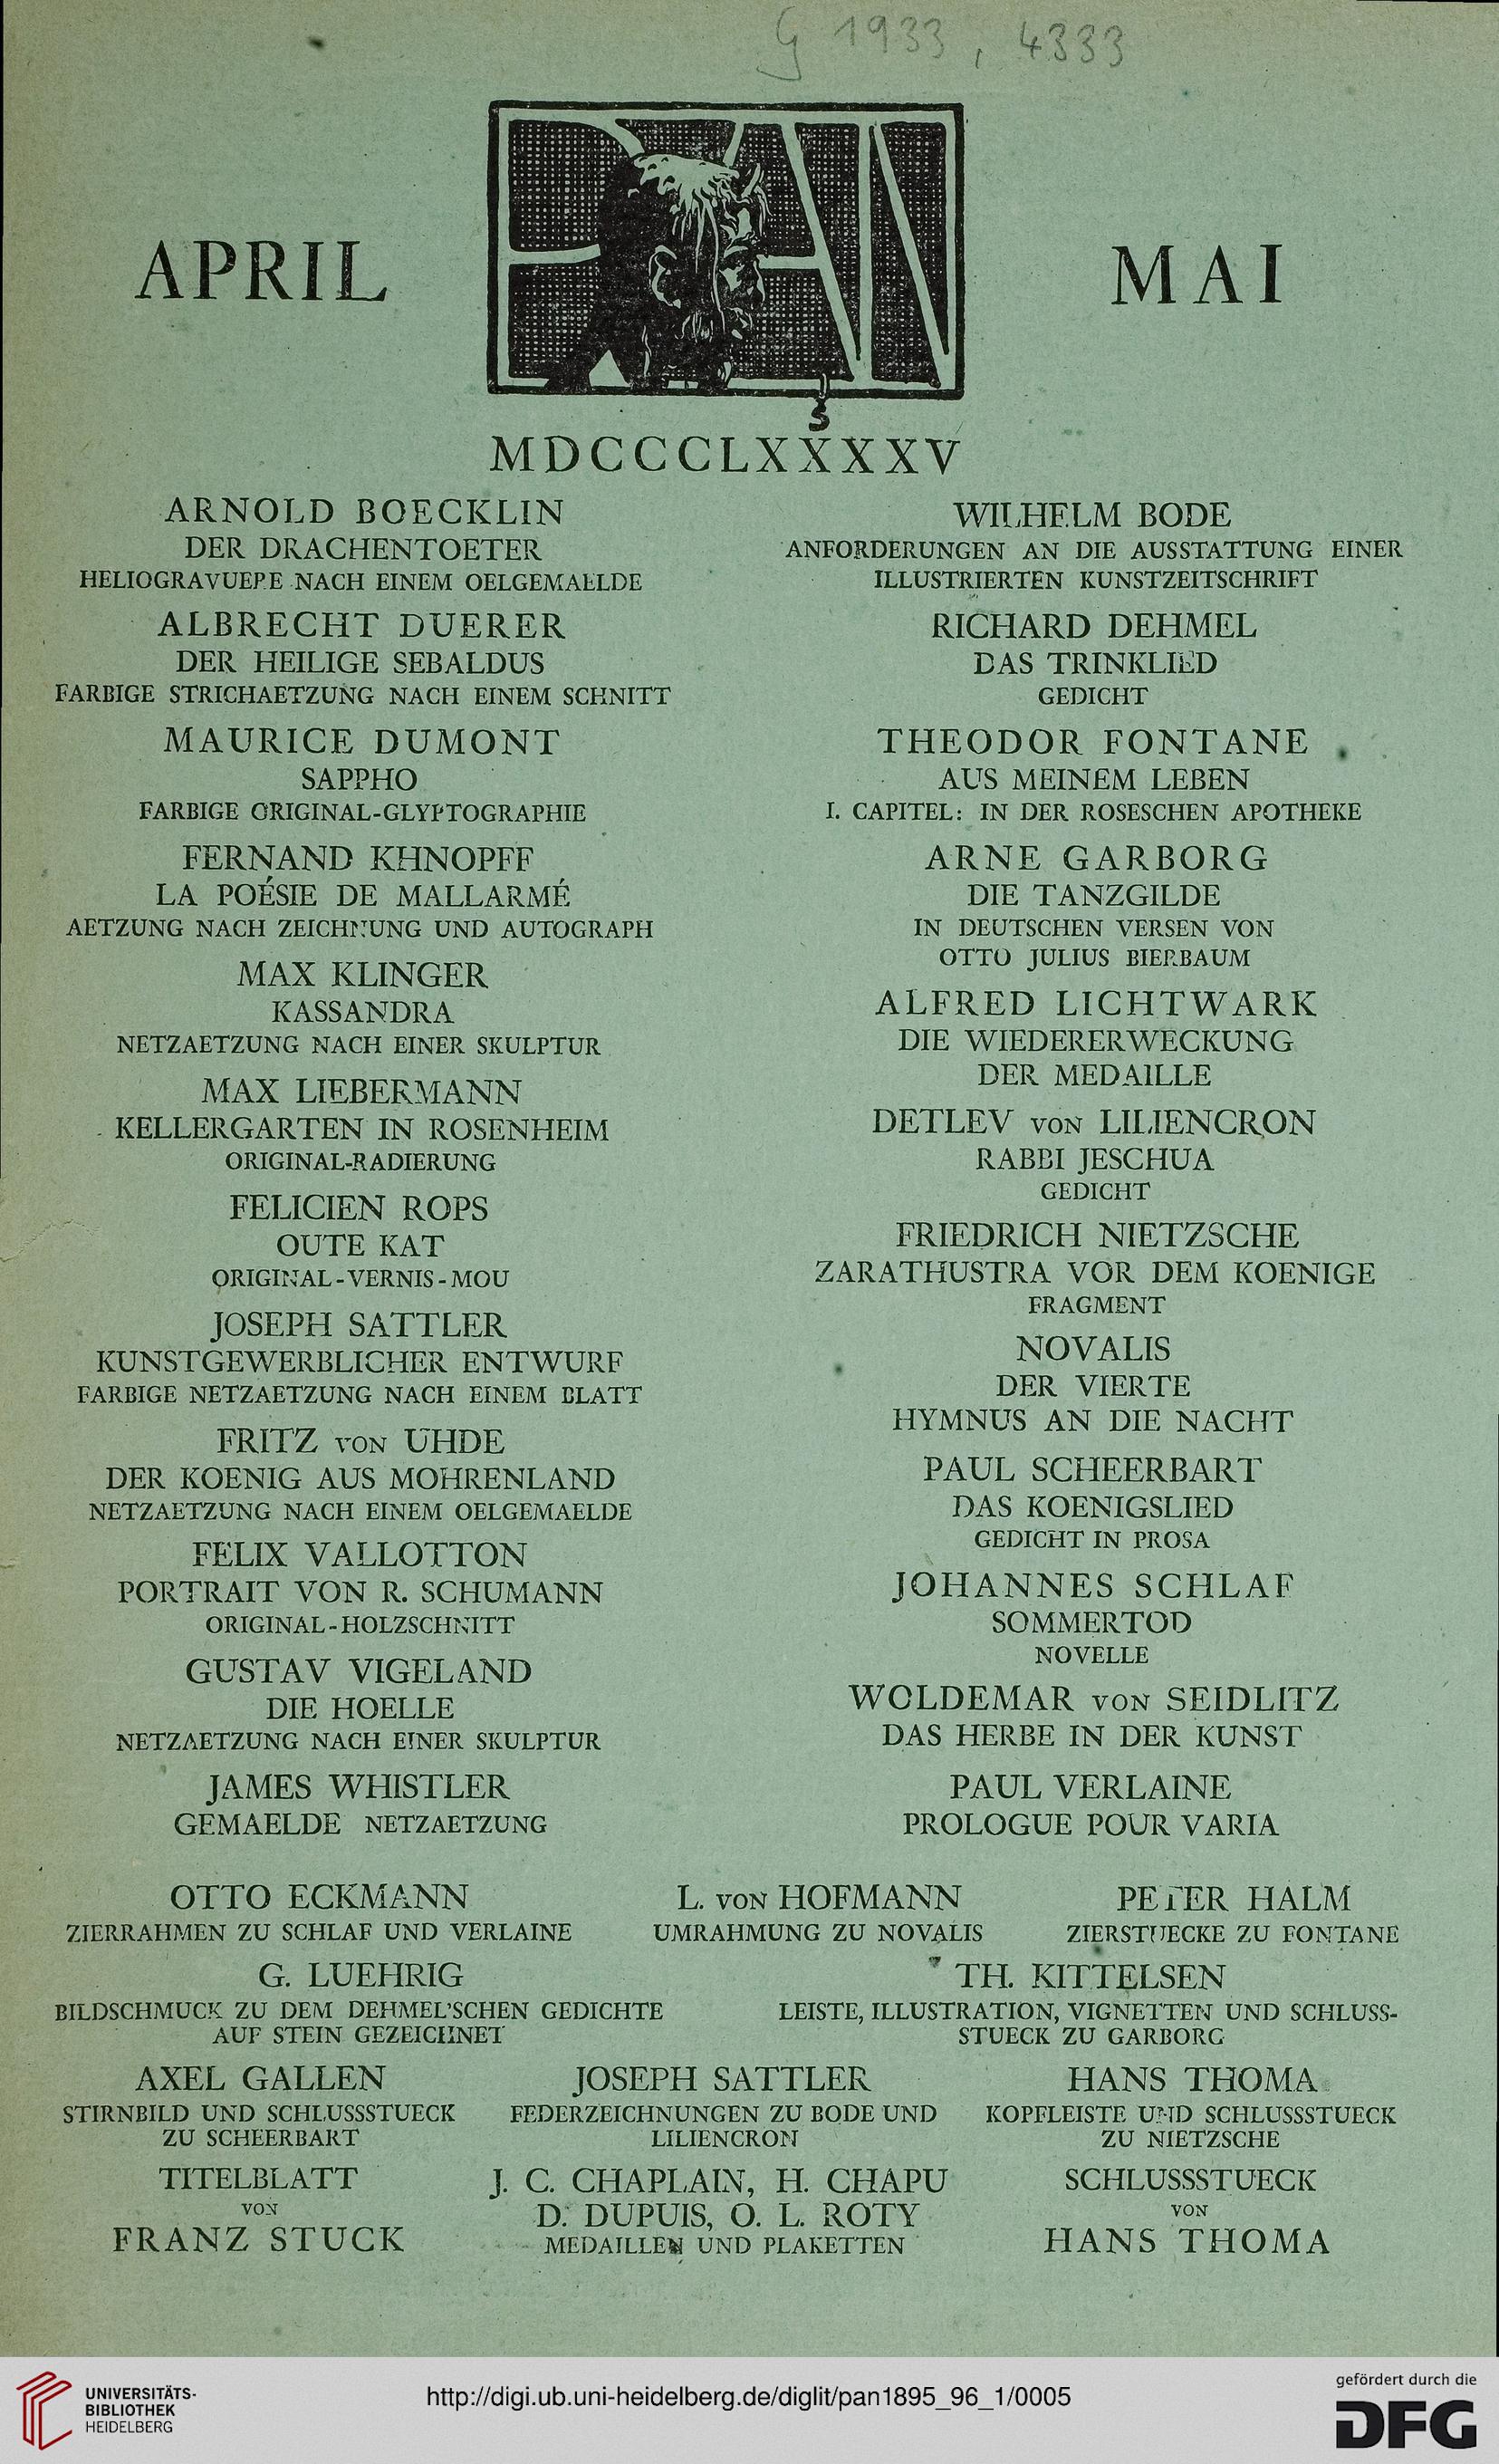 G 1933, 4333
PAN
APRIL
MAI
S
MDCCCLXXXXV
ARNOLD BOECKLIN
DER DRACHENTOETER
HELIOGRAVUERE NACH EINEM OELGEMAELDE
ALBRECHT DUERER
DER HEILIGE SEBALDUS
FARBIGE STRICHAETZUNG NACH EINEM SCHNITT
MAURICE DUMONT
SAPPHO
FARBIGE ORIGINAL-GLYPTOGRAPHIE
FERNAND KHNOPFF
LA POÉSIE DE MALLARMÉ
AETZUNG NACH ZEICHNUNG UND AUTOGRAPH
MAX KLINGER
KASSANDRA
NETZAETZUNG NACH EINER SKULPTUR
MAX LIEBERMANN
KELLERGARTEN IN ROSENHEIM
ORIGINAL-RADIERUNG
FELICIEN ROPS
OUTE KAT
ORIGINAL-VERNIS-MOU
JOSEPH SATTLER
KUNSTGEWERBLICHER ENTWURF
FARBIGE NETZAETZUNG NACH EINEM BLATT
FRITZ VON UHDE
DER KOENIG AUS MOHRENLAND
NETZAETZUNG NACH EINEM OELGEMAELDE
FELIX VALLOTTON
PORTRAIT VON R. SCHUMANN
ORIGINAL-HOLZSCHNITT
GUSTAV VIGELAND
DIE HOELLE
NETZAETZUNG NACH EINER SKULPTUR
JAMES WHISTLER
GEMAELDE NETZAETZUNG
WILHELM BODE
ANFORDERUNGEN AN DIE AUSSTATTUNG EINER
ILLUSTRIERTEN KUNSTZEITSCHRIFT
RICHARD DEHMEL
DAS TRINKLIED
GEDICHT
THEODOR FONTANE
AUS MEINEM LEBEN
I. CAPITEL: IN DER ROSESCHEN APOTHEKE
ARNE GARBORG
DIE TANZGILDE
IN DEUTSCHEN VERSEN VON
OTTO JULIUS BIERBAUM
ALFRED LICHTWARK
DIE WIEDERERWECKUNG
DER MEDAILLE
DETLEV VON LILIENCRON
RABBI JESCHUA
GEDICHT
FRIEDRICH NIETZSCHE
ZARATHUSTRA VOR DEM KOENIGE
FRAGMENT
NOVALIS
DER VIERTE
HYMNUS AN DIE NACHT
PAUL SCHEERBART
DAS KOENIGSLIED
GEDICHT IN PROSA
JOHANNES SCHLAF
SOMMERTOD
NOVELLE
WOLDEMAR VON SEIDLITZ
DAS HERBE IN DER KUNST
PAUL VERLAINE
PROLOGUE POUR VARIA
OTTO ECKMANN
ZIERRAHMEN ZU SCHLAF UND VERLAINE
L. VON HOFMANN
UMRAHMUNG ZU NOVALIS
PETER HALM
ZIERSTUECKE ZU FONTANE
G. LUEHRIG
BILDSCHMUCK ZU DEM DEHMEL'SCHEN GEDICHTE
AUF STEIN GEZEICHNET
TH. KITTELSEN
LEISTE, ILLUSTRATION, VIGNETTEN UND SCHLUSS-
STUECK ZU GARBORG
AXEL GALLEN
STIRNBILD UND SCHLUSSSTUECK
ZU SCHEERBART
JOSEPH SATTLER
FEDERZEICHNUNGEN ZU BODE UND
LILIENCRON
HANS THOMA
KOPFLEISTE UND SCHLUSSSTUECK
ZU NIETZSCHE
TITELBLATT
VON
FRANZ STUCK
J. C. CHAPLAIN, H. CHAPU
D. DUPUIS, O. L. ROTY
MEDAILLEN UND PLAKETTEN
SCHLUSSSTUECK
VON
HANS THOMA
UNIVERSITÄTS-
BIBLIOTHEK
HEIDELBERG
http://digi.ub.uni-heidelberg.de/diglit/pan1895_96_1/0005
gefördert durch die
DFG